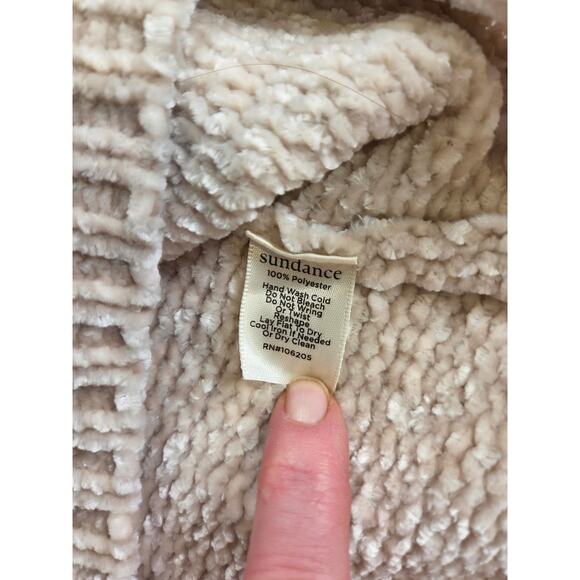 sundance
100% Polyester
Hand Wash Cold
Do Not Bleach
Do Not Wring
Or Twist
Reshape
Lay Flat To Dry
Cool Iron If Needed
Or Dry Clean
RN#106205